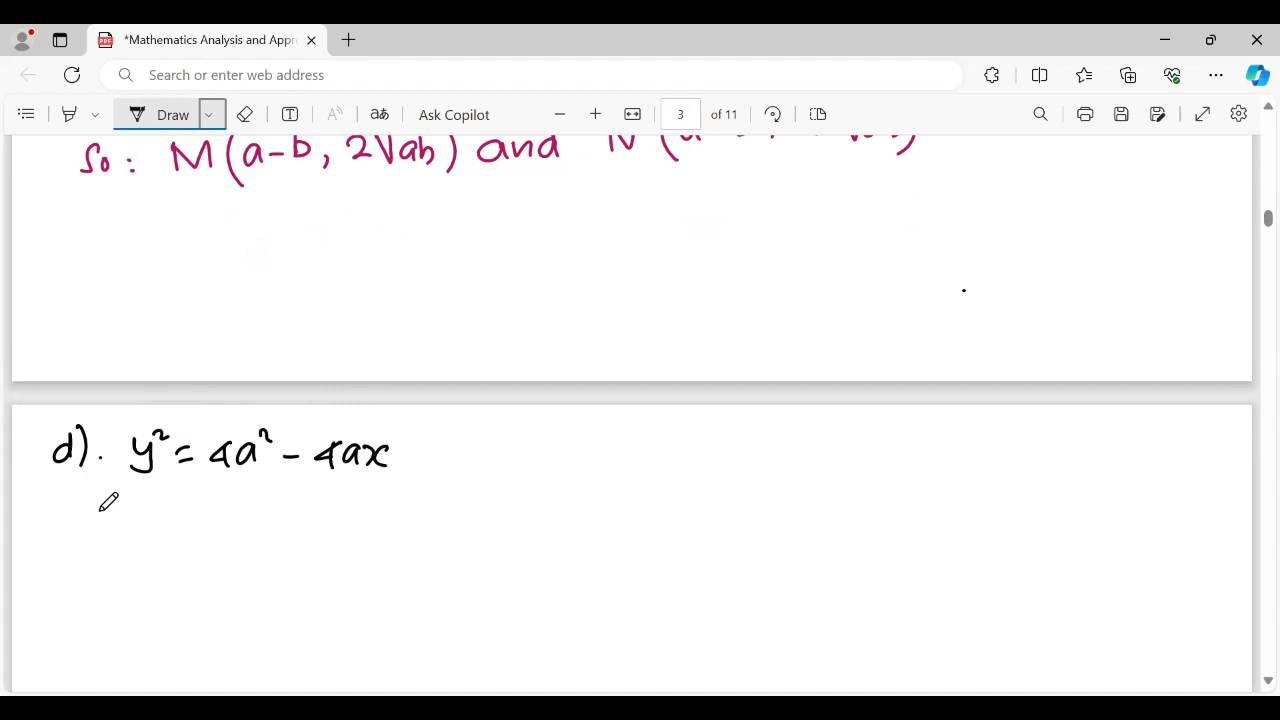 *Mathematics Analysis and Appr
Search or enter web address
Draw
Ask Copilot
3 of 11
So : M(a-b, 2√ab) and N(a
d). y² = 4a² - 4ax